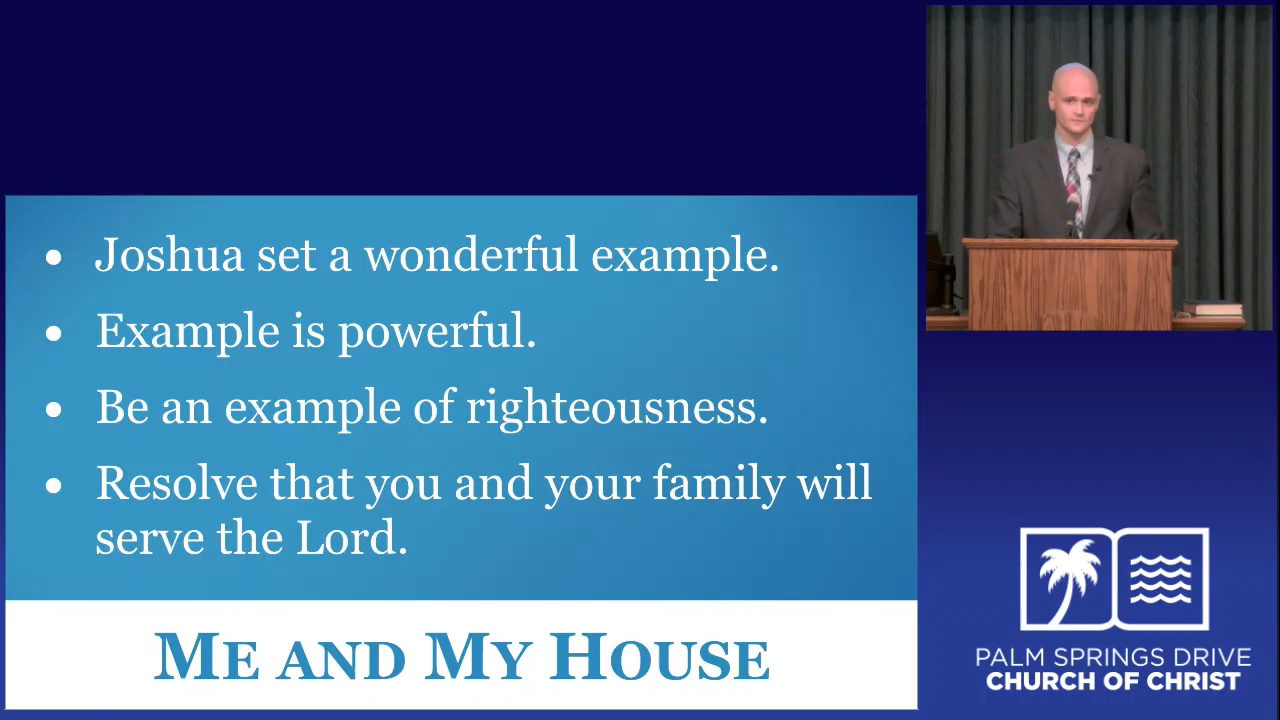 • Joshua set a wonderful example.
• Example is powerful.
• Be an example of righteousness.
• Resolve that you and your family will
serve the Lord.
ME AND MY HOUSE
PALM SPRINGS DRIVE
CHURCH OF CHRIST